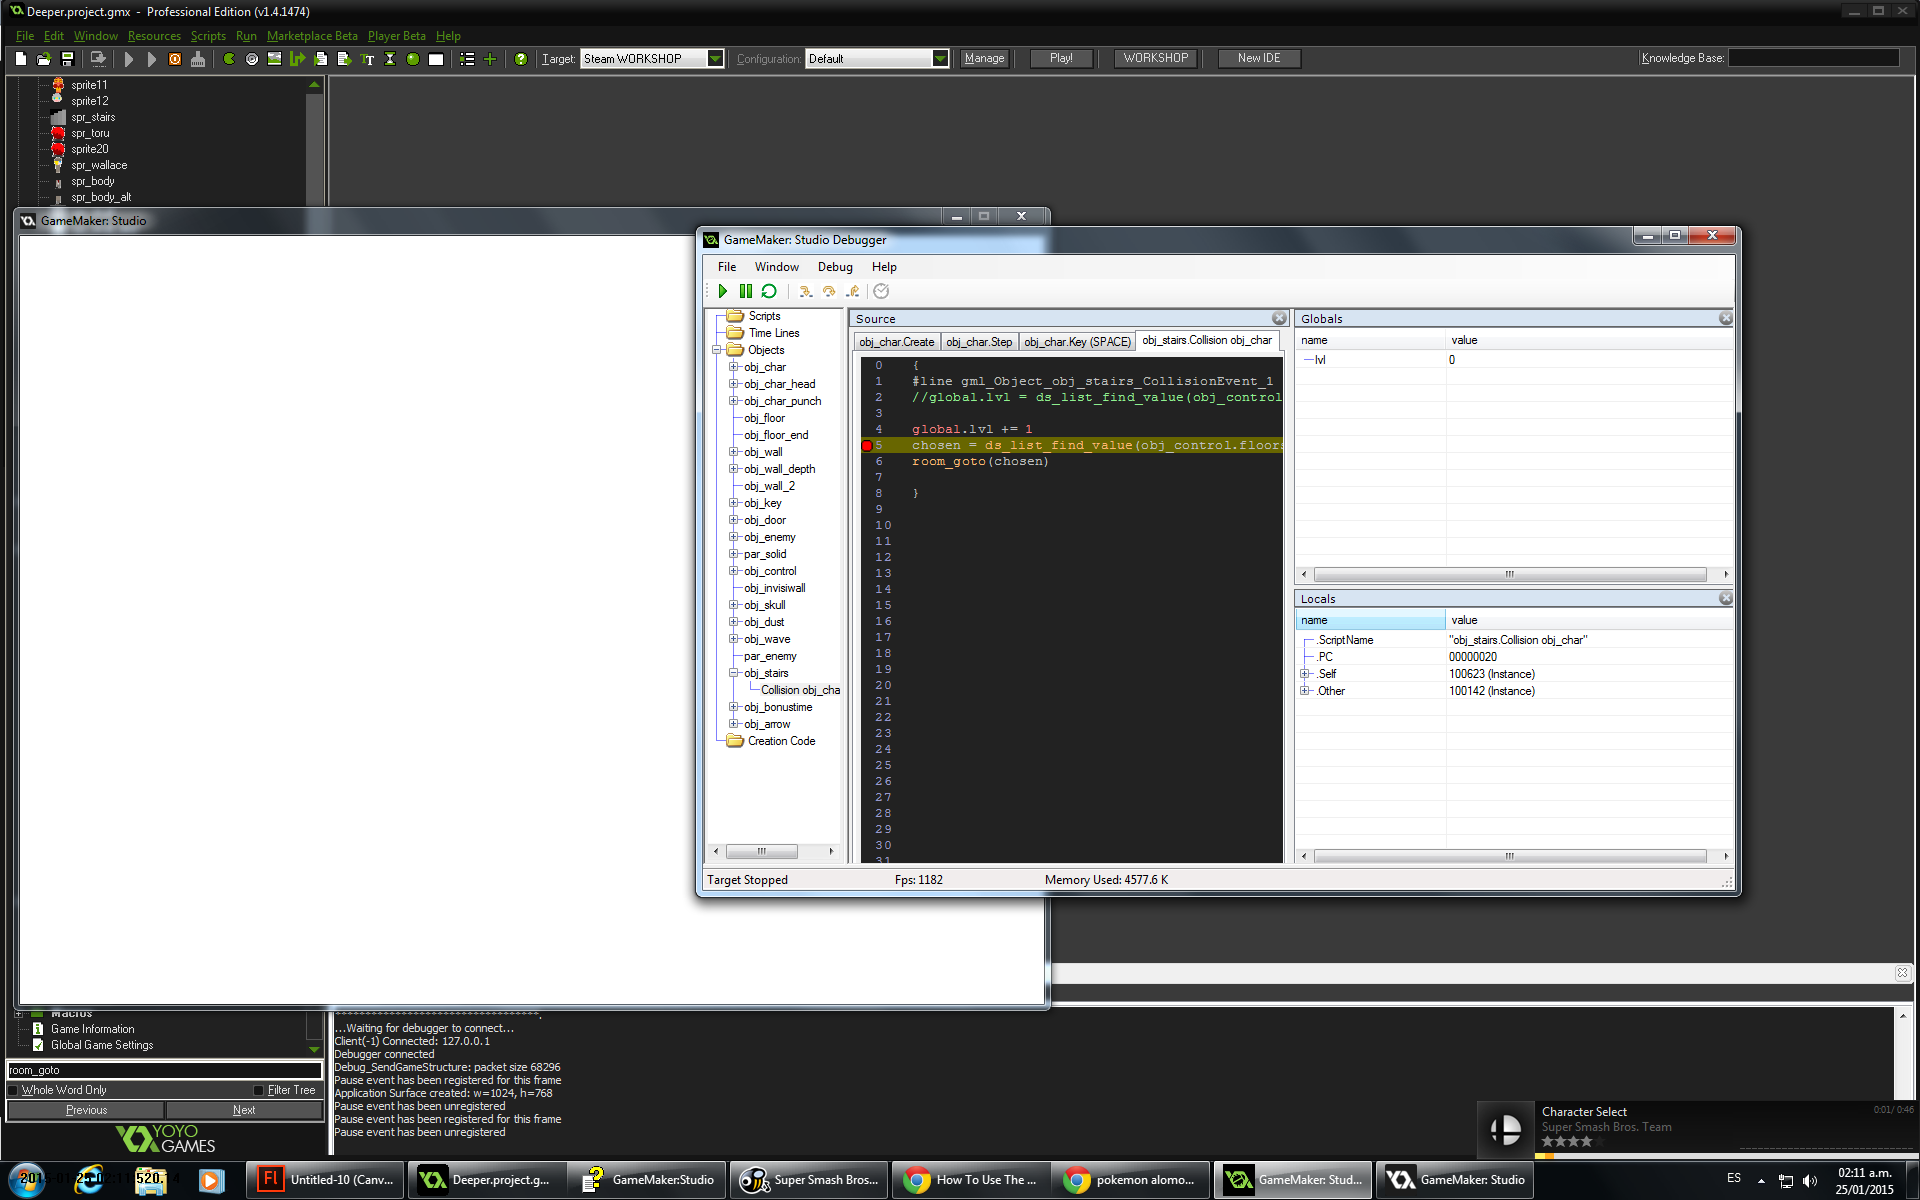 Deeper.project.gmx - Professional Edition (v1.4.1474)
File Edit Window Resources Scripts Run Marketplace Beta Player Beta Help
Target: Steam WORKSHOP Configuration: Default Manage Play! WORKSHOP New IDE Knowledge Base:
sprite11
sprite12
spr_stairs
spr_toru
sprite20
spr_wallace
spr_body
spr_body_alt
GameMaker: Studio
GameMaker: Studio Debugger
File Window Debug Help
Scripts
Time Lines
Objects
obj_char
obj_char_head
obj_char_punch
obj_floor
obj_floor_end
obj_wall
obj_wall_depth
obj_wall_2
obj_key
obj_door
obj_enemy
par_solid
obj_control
obj_invisiwall
obj_skull
obj_dust
obj_wave
par_enemy
obj_stairs
Collision obj_cha
obj_bonustime
obj_arrow
Creation Code
Source
obj_char.Create obj_char.Step obj_char.Key (SPACE) obj_stairs.Collision obj_char
0 {
1 #line gml_Object_obj_stairs_CollisionEvent_1
2 //global.lvl = ds_list_find_value(obj_control
3
4 global.lvl += 1
5 chosen = ds_list_find_value(obj_control.floors
6 room_goto(chosen)
7
8 }
9
10
11
12
13
14
15
16
17
18
19
20
21
22
23
24
25
26
27
28
29
30
31
Globals
name value
lvl 0
Locals
name value
.ScriptName "obj_stairs.Collision obj_char"
.PC 00000020
.Self 100623 (Instance)
.Other 100142 (Instance)
Target Stopped Fps: 1182 Memory Used: 4577.6 K
Macros
Game Information
Global Game Settings
room_goto
Whole Word Only Filter Tree
Previous Next
YOYO GAMES
...Waiting for debugger to connect...
Client(-1) Connected: 127.0.0.1
Debugger connected
Debug_SendGameStructure: packet size 68296
Pause event has been registered for this frame
Application Surface created: w=1024, h=768
Pause event has been unregistered
Pause event has been registered for this frame
Pause event has been unregistered
Character Select 0:01/ 0:46
Super Smash Bros. Team
Untitled-10 (Canv... Deeper.project.g... GameMaker:Studio Super Smash Bros... How To Use The ... pokemon alomo... GameMaker: Stud... GameMaker: Studio
ES 02:11 a.m.
25/01/2015